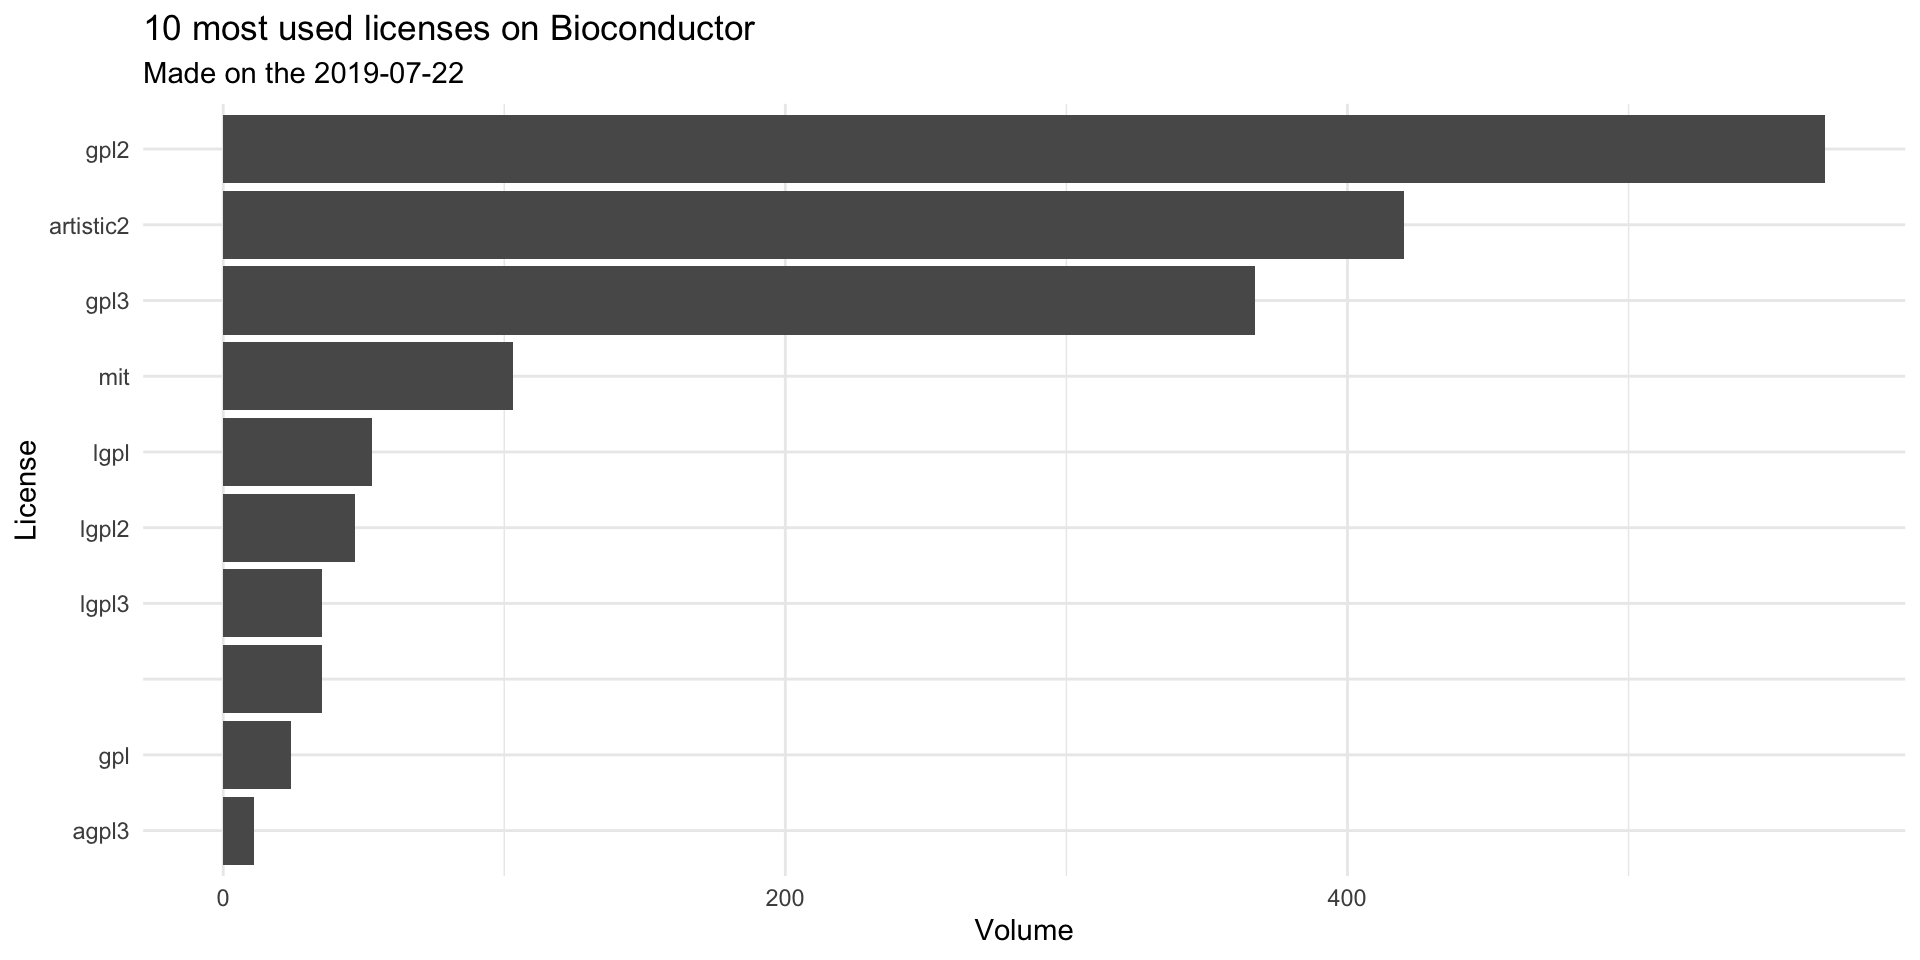 10 most used licenses on Bioconductor
Made on the 2019-07-22
gpl2
artistic2
gpl3
mit
lgpl
lgpl2
lgpl3
gpl
agpl3
License
0
200
400
Volume